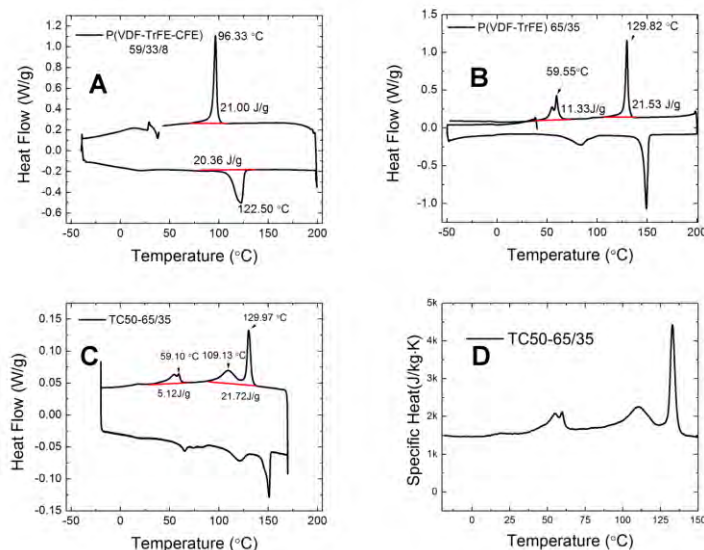 P(VDF-TrFE-CFE)
59/33/8
96.33 °C
A
21.00 J/g
20.36 J/g
122.50 °C
Heat Flow (W/g)
1.2
1.0
0.8
0.6
0.4
0.2
0.0
-0.2
-0.4
-0.6
-50 0 50 100 150 200
Temperature (°C)
P(VDF-TrFE) 65/35
129.82 °C
B
59.55°C
11.33J/g
21.53 J/g
Heat Flow (W/g)
1.5
1.0
0.5
0.0
-0.5
-1.0
-50 0 50 100 150 200
Temperature (°C)
TC50-65/35
129.97 °C
C
59.10 °C
109.13 °C
5.12J/g
21.72J/g
Heat Flow (W/g)
0.15
0.10
0.05
0.00
-0.05
-0.10
-0.15
0 50 100 150 200
Temperature (°C)
TC50-65/35
D
Specific Heat(J/kg·K)
5k
4k
3k
2k
1k
0
0 25 50 75 100 125 150
Temperature (°C)